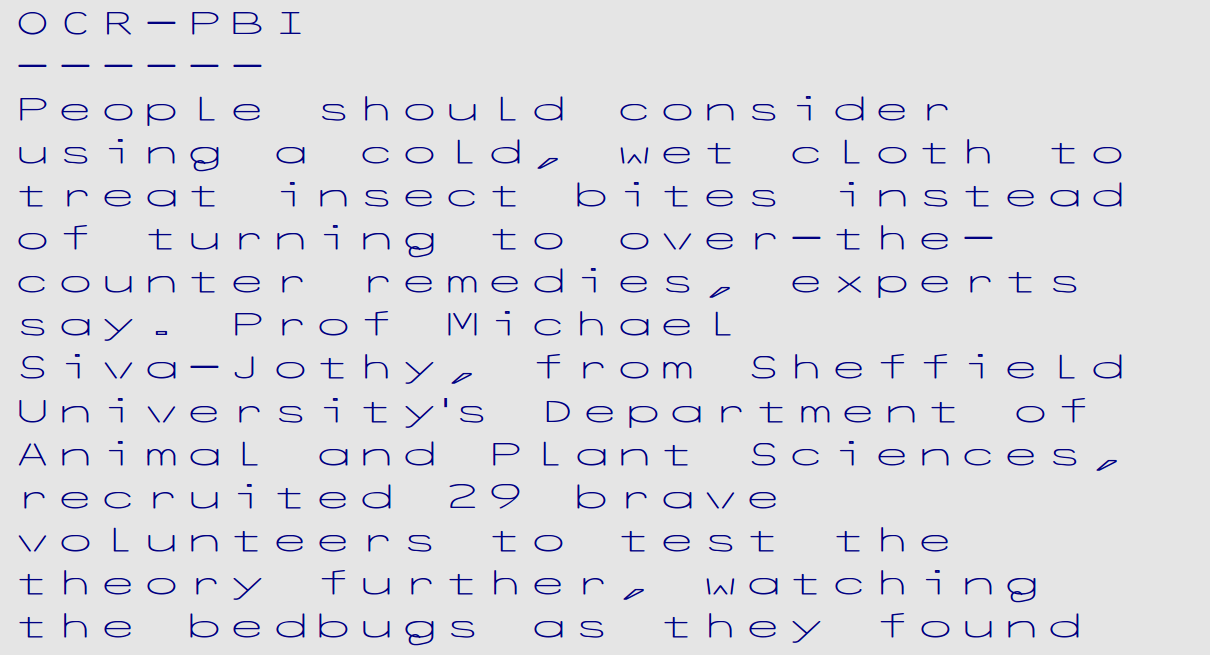 OCR-PBI
------
People should consider
using a cold, wet cloth to
treat insect bites instead
of turning to over-the-
counter remedies, experts
say. Prof Michael
Siva-Jothy, from Sheffield
University's Department of
Animal and Plant Sciences,
recruited 29 brave
volunteers to test the
theory further, watching
the bedbugs as they found